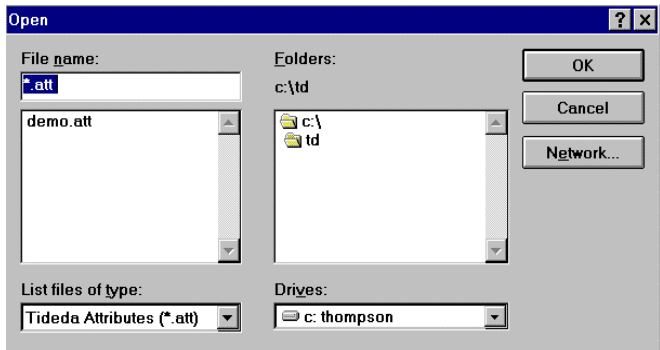 Open
File name:
*.att
demo.att
List files of type:
Tideda Attributes (*.att)
Folders:
c:\td
c:\
td
Drives:
c: thompson
OK
Cancel
Network...